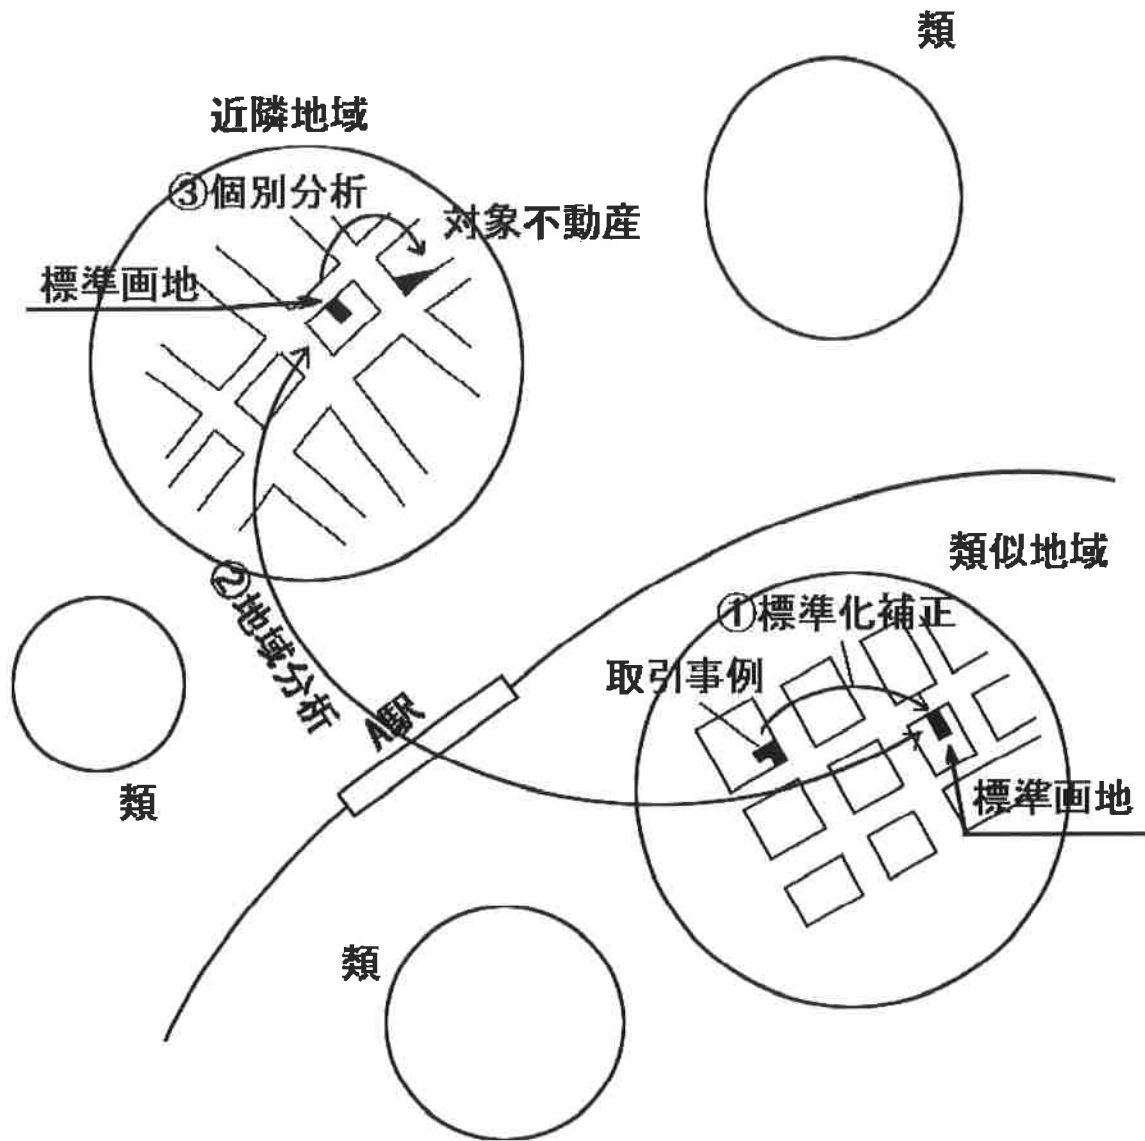 類
近隣地域
③個別分析
対象不動産
標準画地
類似地域
①標準化補正
取引事例
②地域分析
A駅
標準画地
類
類